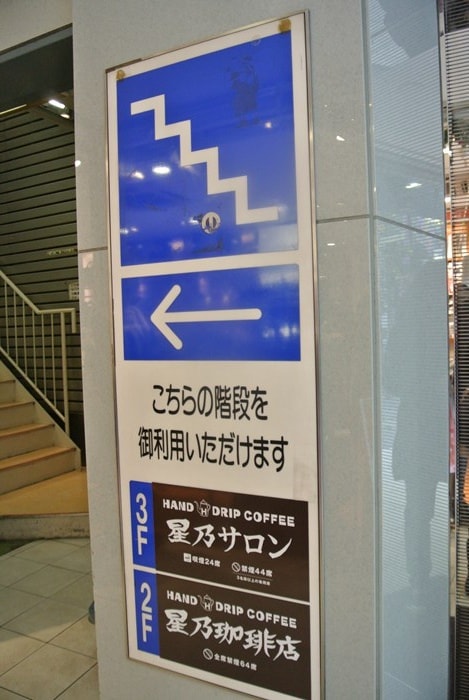 こちらの階段を
御利用いただけます
3F
HAND DRIP COFFEE
星乃サロン
喫煙24席 禁煙44席
2F
HAND DRIP COFFEE
星乃珈琲店
全席禁煙64席